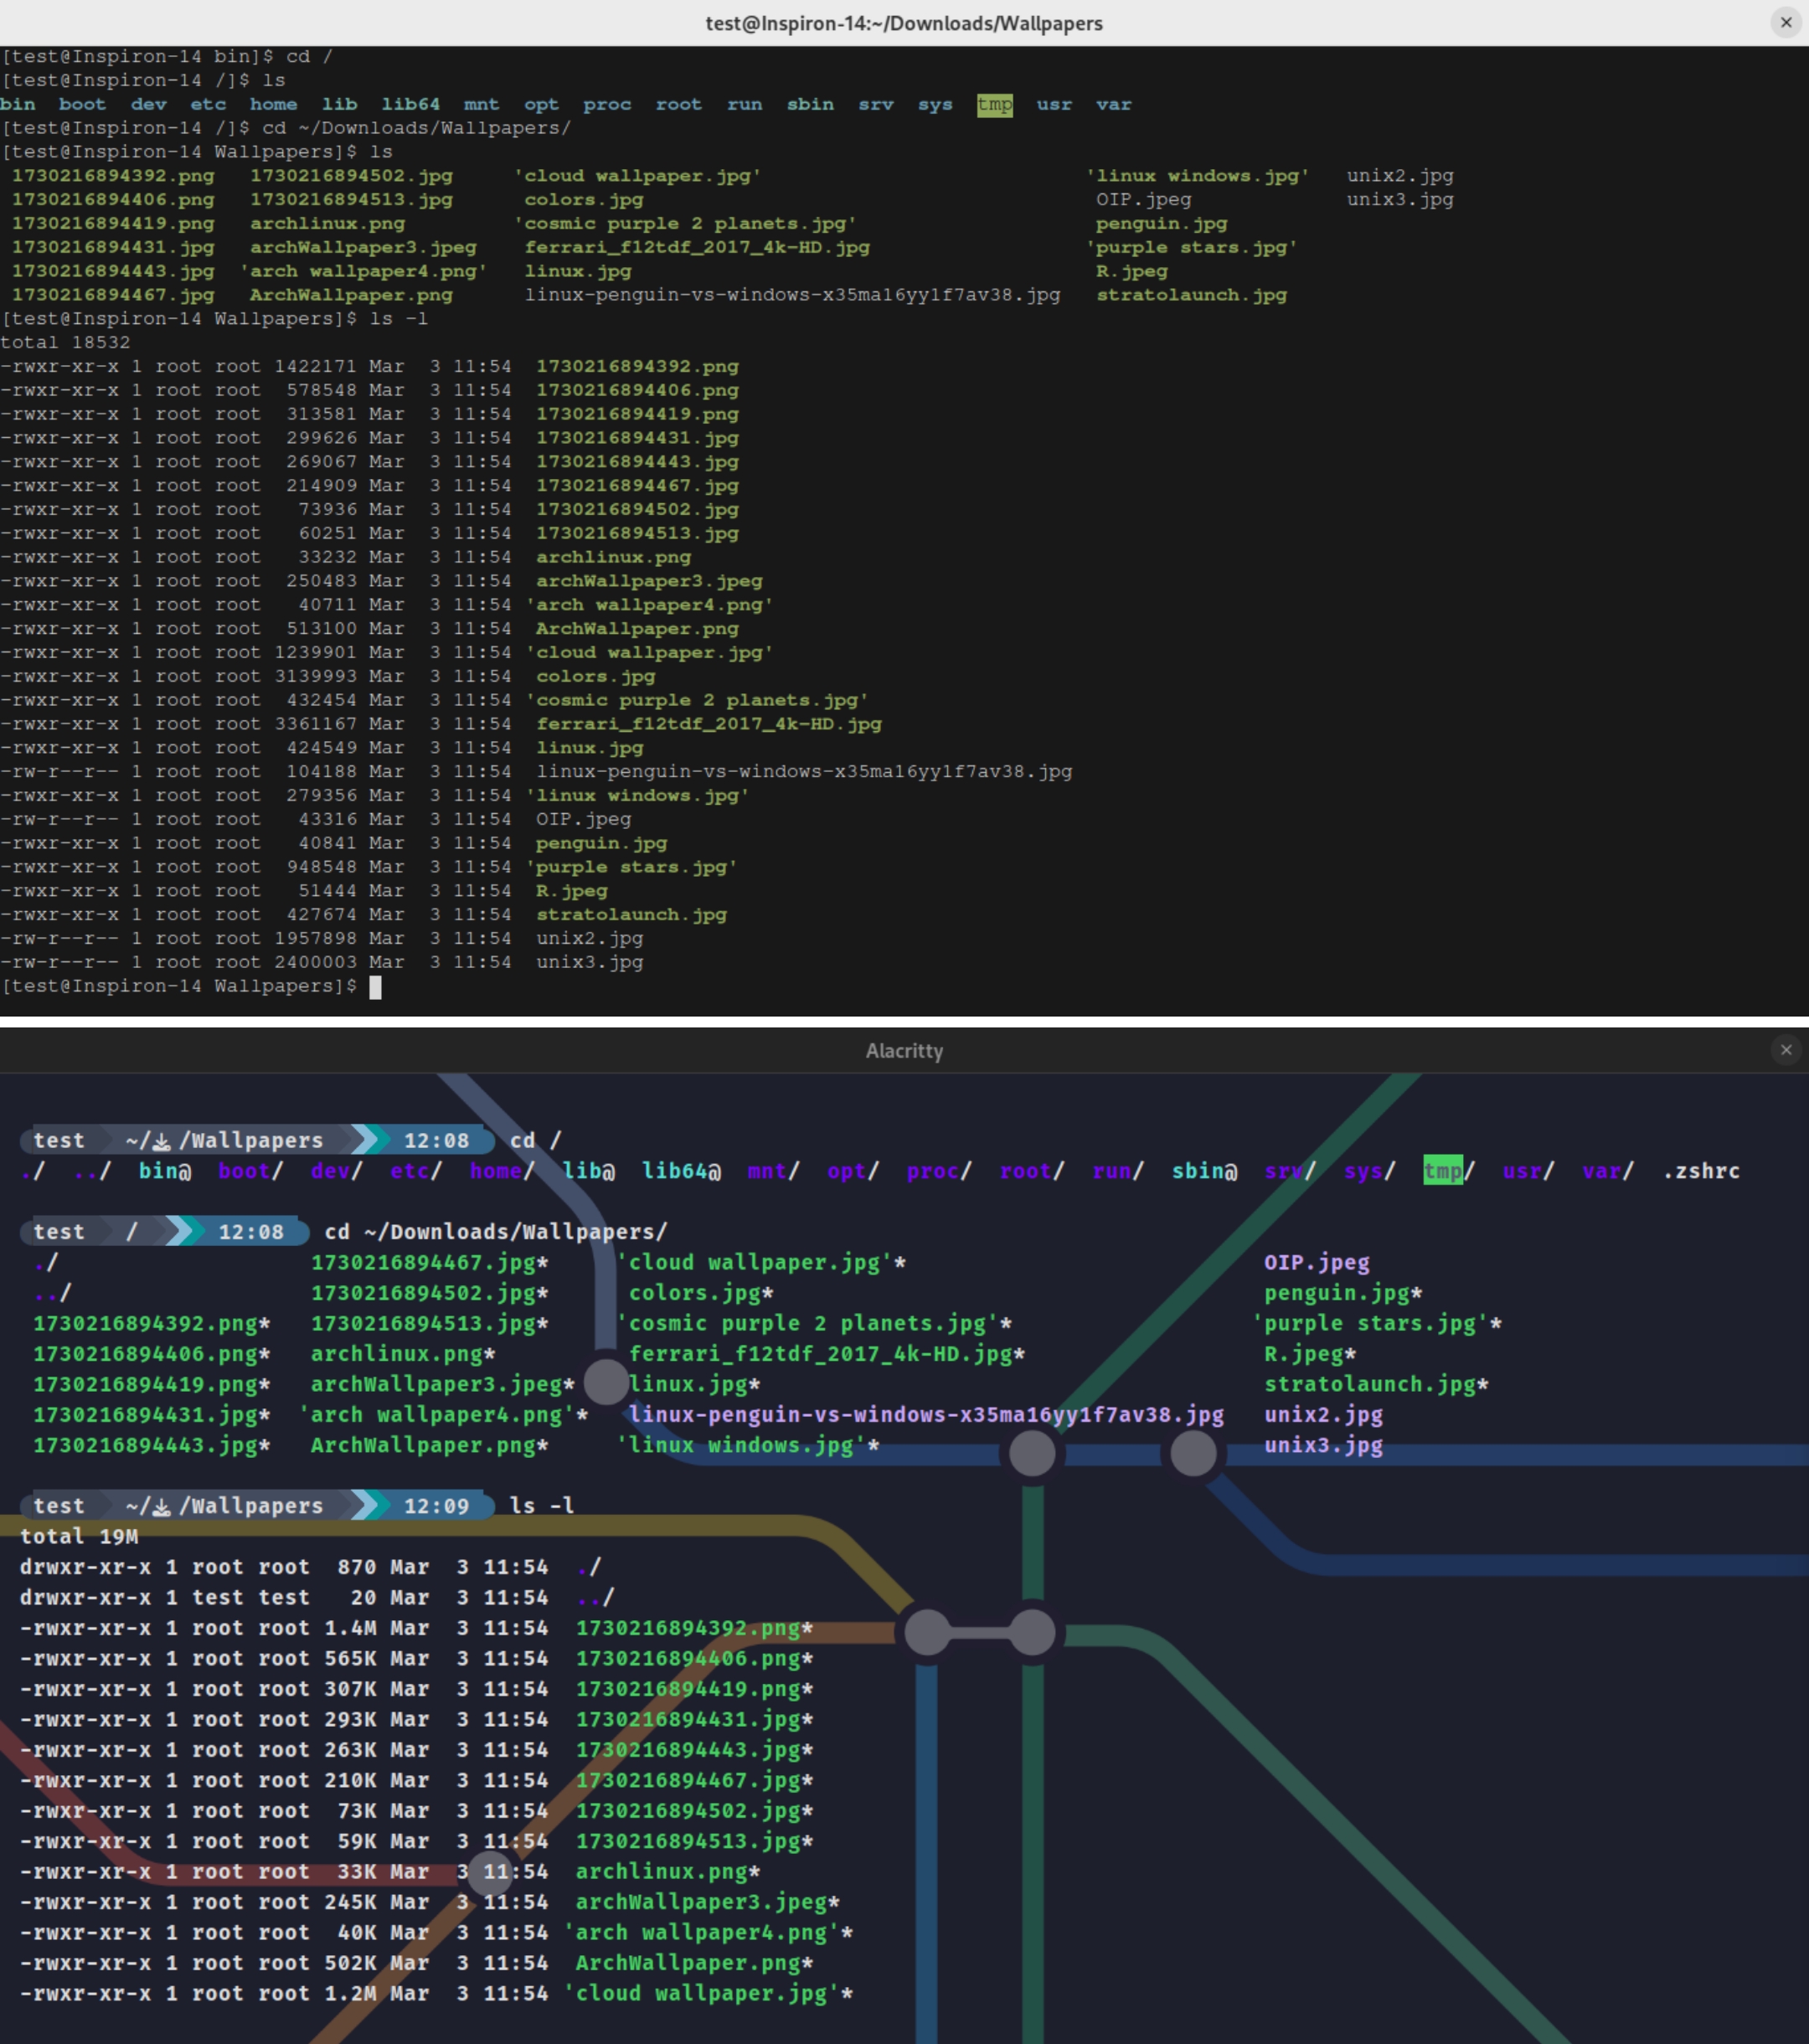 test@Inspiron-14:~/Downloads/Wallpapers
[test@Inspiron-14 bin]$ cd /
[test@Inspiron-14 /]$ ls
bin  boot  dev  etc  home  lib  lib64  mnt  opt  proc  root  run  sbin  srv  sys  tmp  usr  var
[test@Inspiron-14 /]$ cd ~/Downloads/Wallpapers/
[test@Inspiron-14 Wallpapers]$ ls
 1730216894392.png   1730216894502.jpg     'cloud wallpaper.jpg'                           'linux windows.jpg'   unix2.jpg
 1730216894406.png   1730216894513.jpg      colors.jpg                                      OIP.jpeg             unix3.jpg
 1730216894419.png   archlinux.png         'cosmic purple 2 planets.jpg'                    penguin.jpg
 1730216894431.jpg   archWallpaper3.jpeg    ferrari_f12tdf_2017_4k-HD.jpg                  'purple stars.jpg'
 1730216894443.jpg  'arch wallpaper4.png'   linux.jpg                                       R.jpeg
 1730216894467.jpg   ArchWallpaper.png      linux-penguin-vs-windows-x35ma16yy1f7av38.jpg   stratolaunch.jpg
[test@Inspiron-14 Wallpapers]$ ls -l
total 18532
-rwxr-xr-x 1 root root 1422171 Mar  3 11:54  1730216894392.png
-rwxr-xr-x 1 root root  578548 Mar  3 11:54  1730216894406.png
-rwxr-xr-x 1 root root  313581 Mar  3 11:54  1730216894419.png
-rwxr-xr-x 1 root root  299626 Mar  3 11:54  1730216894431.jpg
-rwxr-xr-x 1 root root  269067 Mar  3 11:54  1730216894443.jpg
-rwxr-xr-x 1 root root  214909 Mar  3 11:54  1730216894467.jpg
-rwxr-xr-x 1 root root   73936 Mar  3 11:54  1730216894502.jpg
-rwxr-xr-x 1 root root   60251 Mar  3 11:54  1730216894513.jpg
-rwxr-xr-x 1 root root   33232 Mar  3 11:54  archlinux.png
-rwxr-xr-x 1 root root  250483 Mar  3 11:54  archWallpaper3.jpeg
-rwxr-xr-x 1 root root   40711 Mar  3 11:54 'arch wallpaper4.png'
-rwxr-xr-x 1 root root  513100 Mar  3 11:54  ArchWallpaper.png
-rwxr-xr-x 1 root root 1239901 Mar  3 11:54 'cloud wallpaper.jpg'
-rwxr-xr-x 1 root root 3139993 Mar  3 11:54  colors.jpg
-rwxr-xr-x 1 root root  432454 Mar  3 11:54 'cosmic purple 2 planets.jpg'
-rwxr-xr-x 1 root root 3361167 Mar  3 11:54  ferrari_f12tdf_2017_4k-HD.jpg
-rwxr-xr-x 1 root root  424549 Mar  3 11:54  linux.jpg
-rw-r--r-- 1 root root  104188 Mar  3 11:54  linux-penguin-vs-windows-x35ma16yy1f7av38.jpg
-rwxr-xr-x 1 root root  279356 Mar  3 11:54 'linux windows.jpg'
-rw-r--r-- 1 root root   43316 Mar  3 11:54  OIP.jpeg
-rwxr-xr-x 1 root root   40841 Mar  3 11:54  penguin.jpg
-rwxr-xr-x 1 root root  948548 Mar  3 11:54 'purple stars.jpg'
-rwxr-xr-x 1 root root   51444 Mar  3 11:54  R.jpeg
-rwxr-xr-x 1 root root  427674 Mar  3 11:54  stratolaunch.jpg
-rw-r--r-- 1 root root 1957898 Mar  3 11:54  unix2.jpg
-rw-r--r-- 1 root root 2400003 Mar  3 11:54  unix3.jpg
[test@Inspiron-14 Wallpapers]$
Alacritty
test  ~/ /Wallpapers  12:08  cd /
./  ../  bin@  boot/  dev/  etc/  home/  lib@  lib64@  mnt/  opt/  proc/  root/  run/  sbin@  srv/  sys/  tmp/  usr/  var/  .zshrc
test  /  12:08  cd ~/Downloads/Wallpapers/
 ./                   1730216894467.jpg*     'cloud wallpaper.jpg'*                           OIP.jpeg
 ../                  1730216894502.jpg*      colors.jpg*                                     penguin.jpg*
 1730216894392.png*   1730216894513.jpg*     'cosmic purple 2 planets.jpg'*                  'purple stars.jpg'*
 1730216894406.png*   archlinux.png*          ferrari_f12tdf_2017_4k-HD.jpg*                  R.jpeg*
 1730216894419.png*   archWallpaper3.jpeg*    linux.jpg*                                      stratolaunch.jpg*
 1730216894431.jpg*  'arch wallpaper4.png'*   linux-penguin-vs-windows-x35ma16yy1f7av38.jpg   unix2.jpg
 1730216894443.jpg*   ArchWallpaper.png*     'linux windows.jpg'*                             unix3.jpg
test  ~/ /Wallpapers  12:09  ls -l
total 19M
drwxr-xr-x 1 root root  870 Mar  3 11:54  ./
drwxr-xr-x 1 test test   20 Mar  3 11:54  ../
-rwxr-xr-x 1 root root 1.4M Mar  3 11:54  1730216894392.png*
-rwxr-xr-x 1 root root 565K Mar  3 11:54  1730216894406.png*
-rwxr-xr-x 1 root root 307K Mar  3 11:54  1730216894419.png*
-rwxr-xr-x 1 root root 293K Mar  3 11:54  1730216894431.jpg*
-rwxr-xr-x 1 root root 263K Mar  3 11:54  1730216894443.jpg*
-rwxr-xr-x 1 root root 210K Mar  3 11:54  1730216894467.jpg*
-rwxr-xr-x 1 root root  73K Mar  3 11:54  1730216894502.jpg*
-rwxr-xr-x 1 root root  59K Mar  3 11:54  1730216894513.jpg*
-rwxr-xr-x 1 root root  33K Mar  3 11:54  archlinux.png*
-rwxr-xr-x 1 root root 245K Mar  3 11:54  archWallpaper3.jpeg*
-rwxr-xr-x 1 root root  40K Mar  3 11:54 'arch wallpaper4.png'*
-rwxr-xr-x 1 root root 502K Mar  3 11:54  ArchWallpaper.png*
-rwxr-xr-x 1 root root 1.2M Mar  3 11:54 'cloud wallpaper.jpg'*